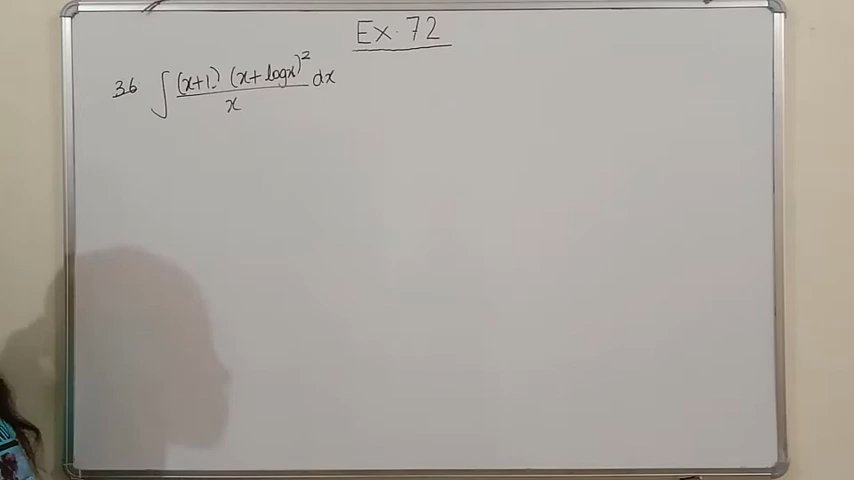 Ex. 72
36 ∫ (x+1) (x+logx)² / x dx